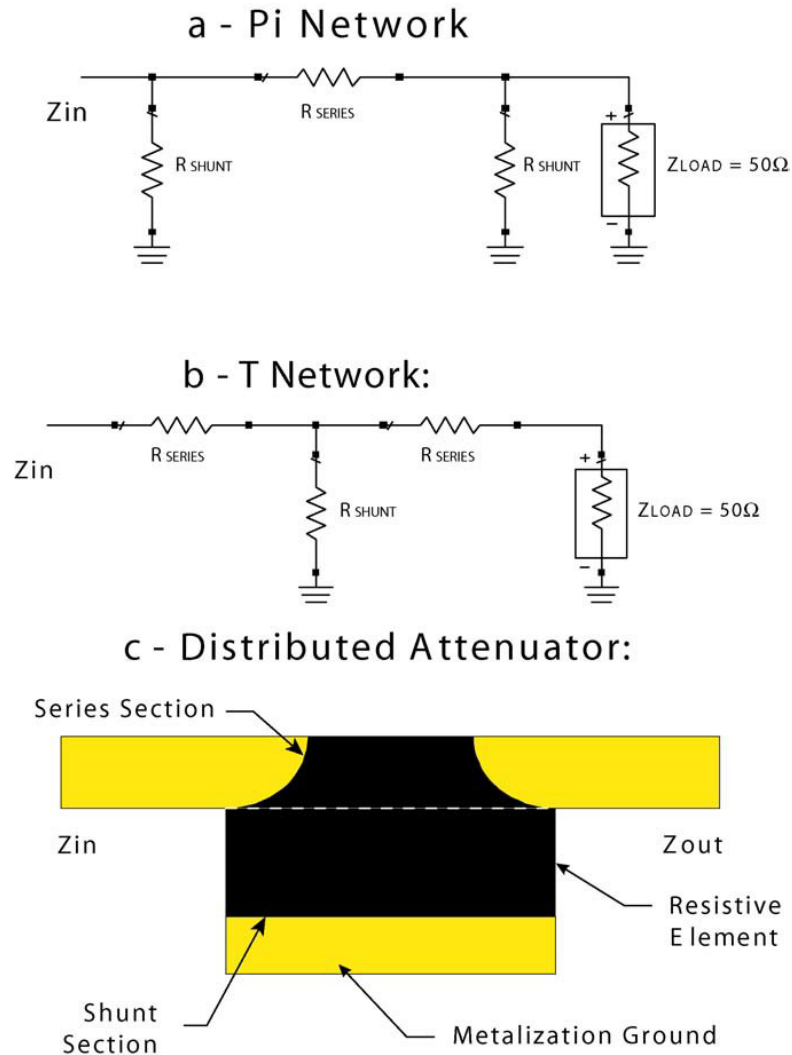 a - Pi Network
Zin
R SERIES
R SHUNT
R SHUNT
+
-
ZLOAD = 50Ω
b - T Network:
Zin
R SERIES
R SERIES
R SHUNT
+
-
ZLOAD = 50Ω
c - Distributed Attenuator:
Series Section
Zin
Zout
Resistive
Element
Shunt
Section
Metalization Ground